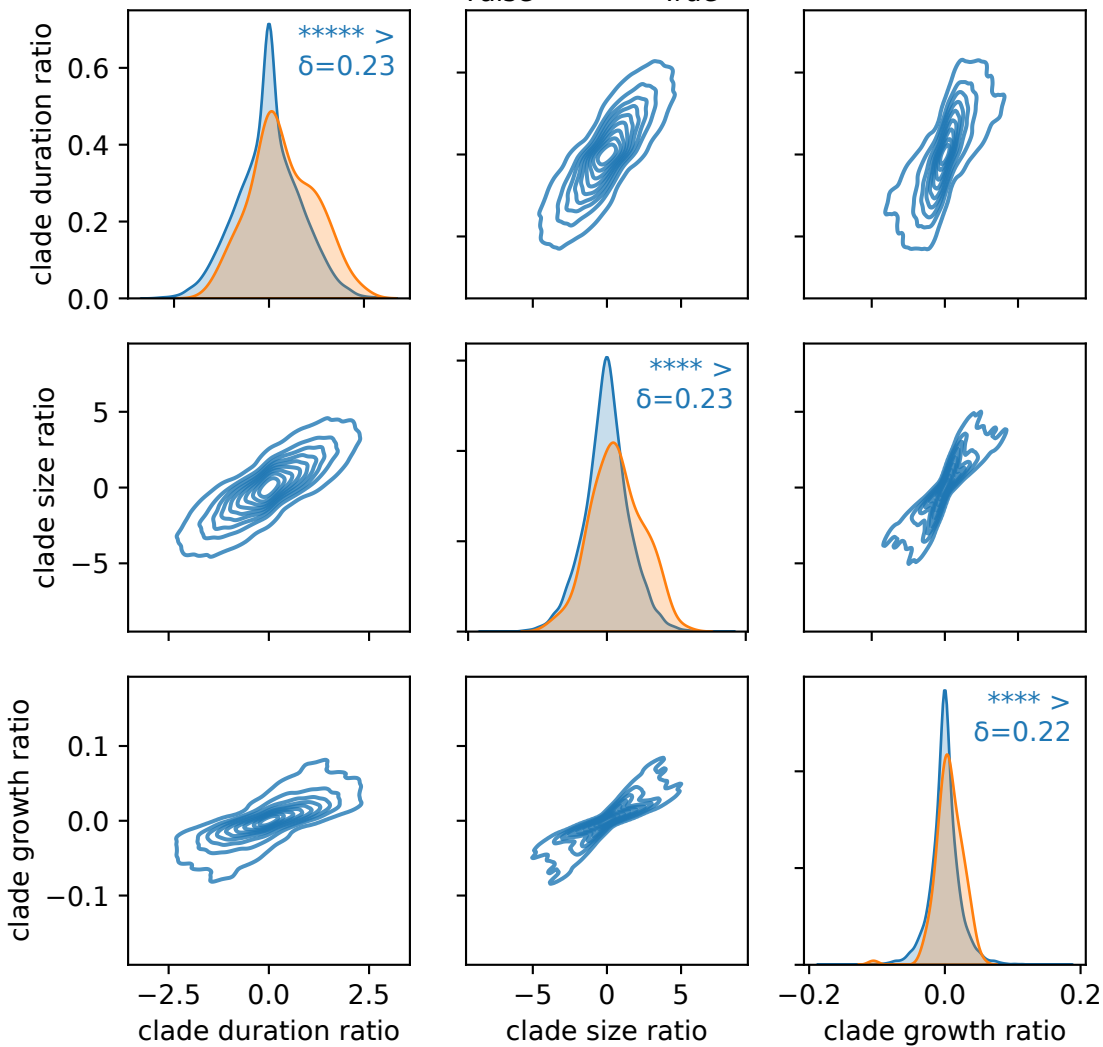 ***** >
δ=0.23
clade duration ratio
0.6
0.4
0.2
0.0
**** >
δ=0.23
clade size ratio
5
0
−5
**** >
δ=0.22
clade growth ratio
0.1
0.0
−0.1
−2.5 0.0 2.5
−5 0 5
−0.2 0.0 0.2
clade duration ratio
clade size ratio
clade growth ratio